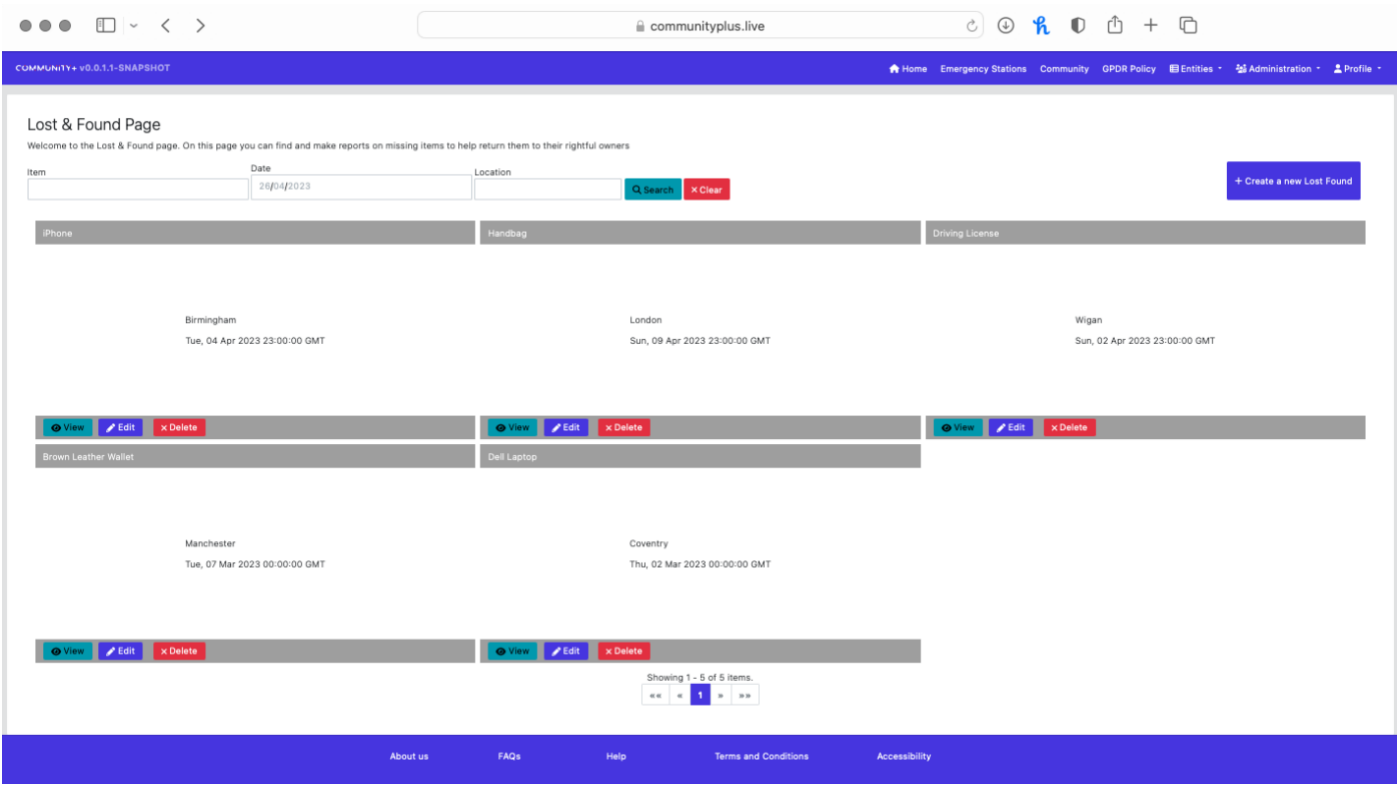 communityplus.live
COMMUNITY+ v0.0.1.1-SNAPSHOT Home Emergency Stations Community GPDR Policy Entities Administration Profile
Lost & Found Page
Welcome to the Lost & Found page. On this page you can find and make reports on missing items to help return them to their rightful owners
Item Date Location
26/04/2023 Search × Clear + Create a new Lost Found
iPhone Handbag Driving License
Birmingham London Wigan
Tue, 04 Apr 2023 23:00:00 GMT Sun, 09 Apr 2023 23:00:00 GMT Sun, 02 Apr 2023 23:00:00 GMT
View Edit × Delete View Edit × Delete View Edit × Delete
Brown Leather Wallet Dell Laptop
Manchester Coventry
Tue, 07 Mar 2023 00:00:00 GMT Thu, 02 Mar 2023 00:00:00 GMT
View Edit × Delete View Edit × Delete
Showing 1 - 5 of 5 items.
«« « 1 » »»
About us FAQs Help Terms and Conditions Accessibility